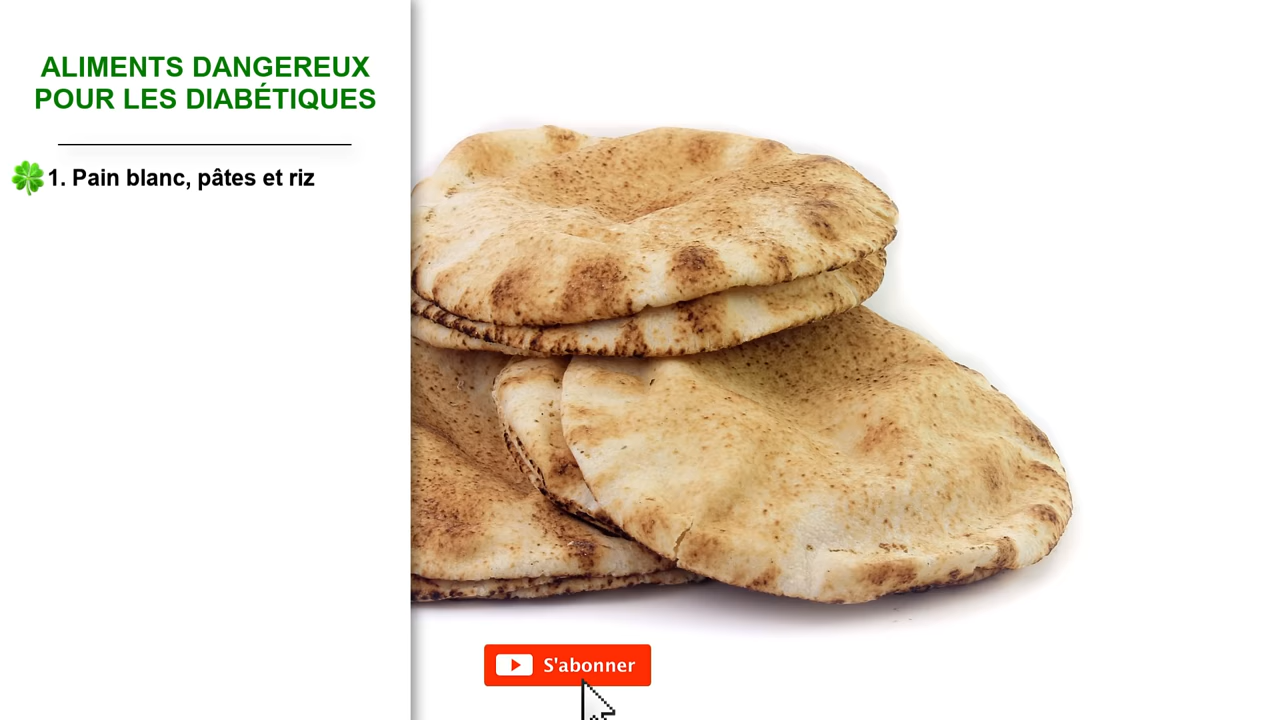 ALIMENTS DANGEREUX
POUR LES DIABÉTIQUES
1. Pain blanc, pâtes et riz
S'abonner